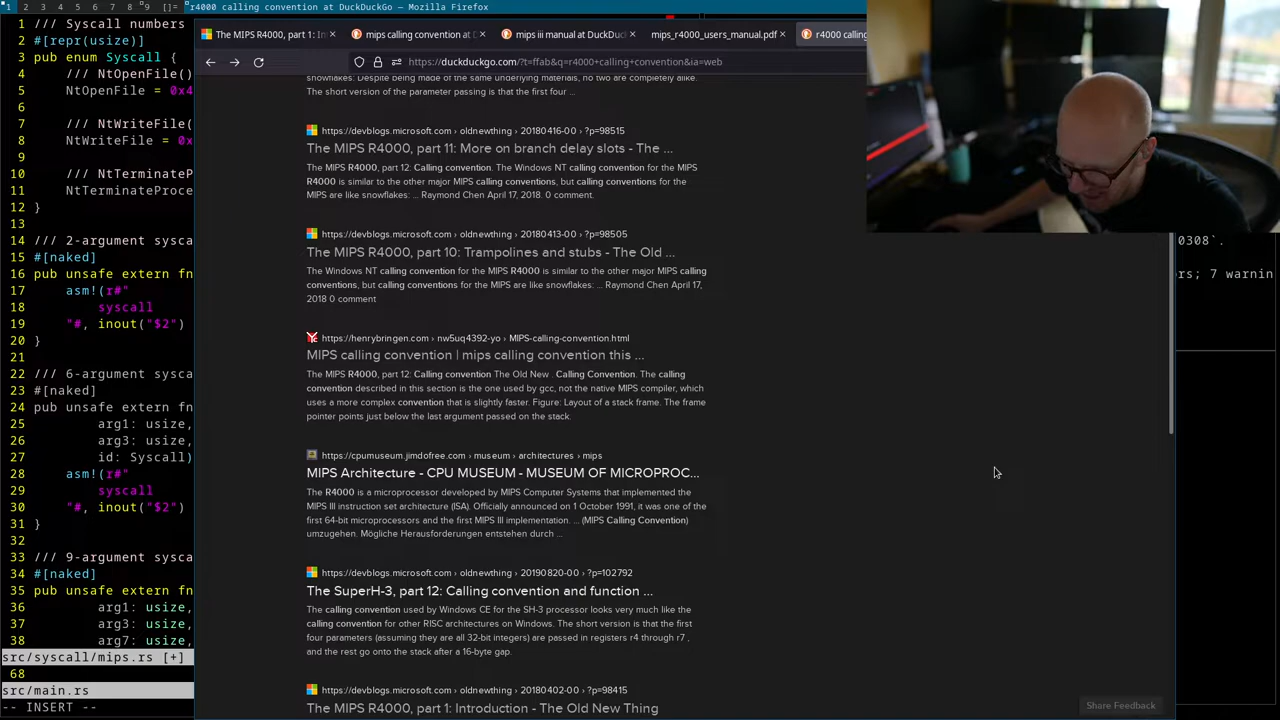 1 2 3 4 5 6 7 8 9 []= r4000 calling convention at DuckDuckGo — Mozilla Firefox
The MIPS R4000, part 1: In
mips calling convention at D
mips iii manual at DuckDuc
mips_r4000_users_manual.pdf
r4000 calling
https://duckduckgo.com/?t=ffab&q=r4000+calling+convention&ia=web
1 /// Syscall numbers
2 #[repr(usize)]
3 pub enum Syscall {
4 /// NtOpenFile()
5 NtOpenFile = 0x4
6
7 /// NtWriteFile(
8 NtWriteFile = 0x
9
10 /// NtTerminateP
11 NtTerminateProce
12 }
13
14 /// 2-argument sysca
15 #[naked]
16 pub unsafe extern fn
17 asm!(r#"
18 syscall
19 "#, inout("$2")
20 }
21
22 /// 6-argument sysca
23 #[naked]
24 pub unsafe extern fn
25 arg1: usize,
26 arg3: usize,
27 id: Syscall)
28 asm!(r#"
29 syscall
30 "#, inout("$2")
31 }
32
33 /// 9-argument sysca
34 #[naked]
35 pub unsafe extern fn
36 arg1: usize,
37 arg3: usize,
38 arg7: usize,
src/syscall/mips.rs [+]
68
src/main.rs
-- INSERT --
snowflakes: Despite being made of the same underlying materials, no two are completely alike.
The short version of the parameter passing is that the first four ...
https://devblogs.microsoft.com › oldnewthing › 20180416-00 › ?p=98515
The MIPS R4000, part 11: More on branch delay slots - The ...
The MIPS R4000, part 12: Calling convention. The Windows NT calling convention for the MIPS
R4000 is similar to the other major MIPS calling conventions, but calling conventions for the
MIPS are like snowflakes: ... Raymond Chen April 17, 2018. 0 comment.
https://devblogs.microsoft.com › oldnewthing › 20180413-00 › ?p=98505
The MIPS R4000, part 10: Trampolines and stubs - The Old ...
The Windows NT calling convention for the MIPS R4000 is similar to the other major MIPS calling
conventions, but calling conventions for the MIPS are like snowflakes: ... Raymond Chen April 17,
2018 0 comment
https://henrybringen.com › nw5uq4392-yo › MIPS-calling-convention.html
MIPS calling convention | mips calling convention this ...
The MIPS R4000, part 12: Calling convention The Old New . Calling Convention. The calling
convention described in this section is the one used by gcc, not the native MIPS compiler, which
uses a more complex convention that is slightly faster. Figure: Layout of a stack frame. The frame
pointer points just below the last argument passed on the stack.
https://cpumuseum.jimdofree.com › museum › architectures › mips
MIPS Architecture - CPU MUSEUM - MUSEUM OF MICROPROC...
The R4000 is a microprocessor developed by MIPS Computer Systems that implemented the
MIPS III instruction set architecture (ISA). Officially announced on 1 October 1991, it was one of the
first 64-bit microprocessors and the first MIPS III implementation. ... (MIPS Calling Convention)
umzugehen. Mögliche Herausforderungen entstehen durch ...
https://devblogs.microsoft.com › oldnewthing › 20190820-00 › ?p=102792
The SuperH-3, part 12: Calling convention and function ...
The calling convention used by Windows CE for the SH-3 processor looks very much like the
calling convention for other RISC architectures on Windows. The short version is that the first
four parameters (assuming they are all 32-bit integers) are passed in registers r4 through r7 ,
and the rest go onto the stack after a 16-byte gap.
https://devblogs.microsoft.com › oldnewthing › 20180402-00 › ?p=98415
The MIPS R4000, part 1: Introduction - The Old New Thing
Share Feedback
0308`.
rs; 7 warnin